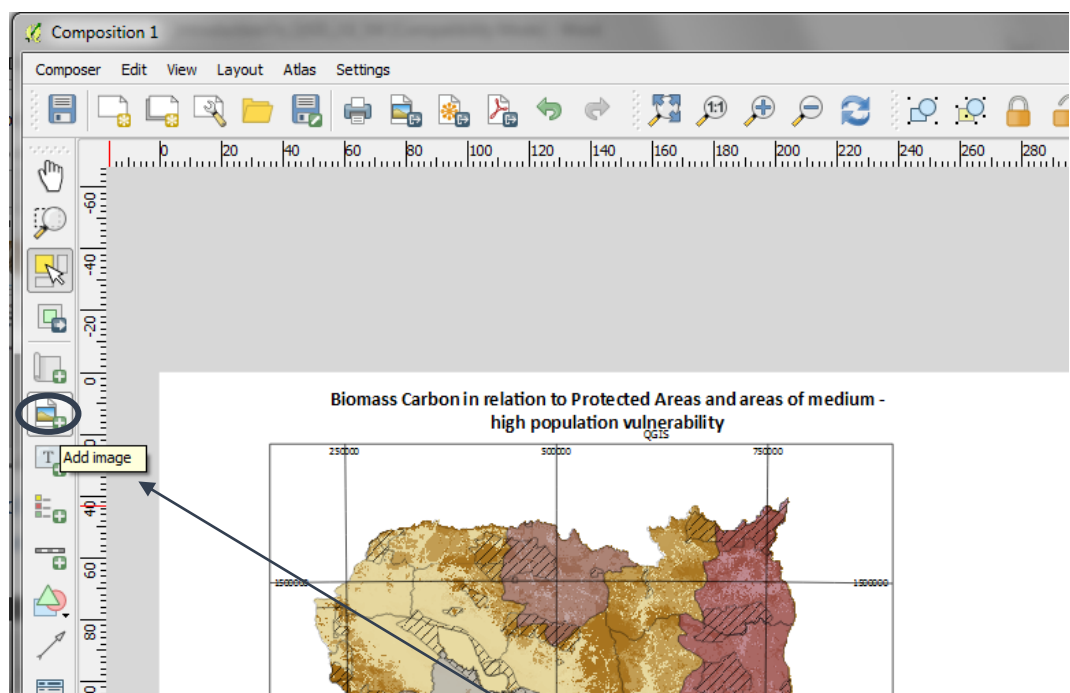 Composition 1
Composer Edit View Layout Atlas Settings
1:1
0 20 40 60 80 100 120 140 160 180 200 220 240 260 280
-60
-40
-20
0
Biomass Carbon in relation to Protected Areas and areas of medium -
high population vulnerability
QGIS
T Add image
250000 500000 750000
40
60
1500000 1500000
80